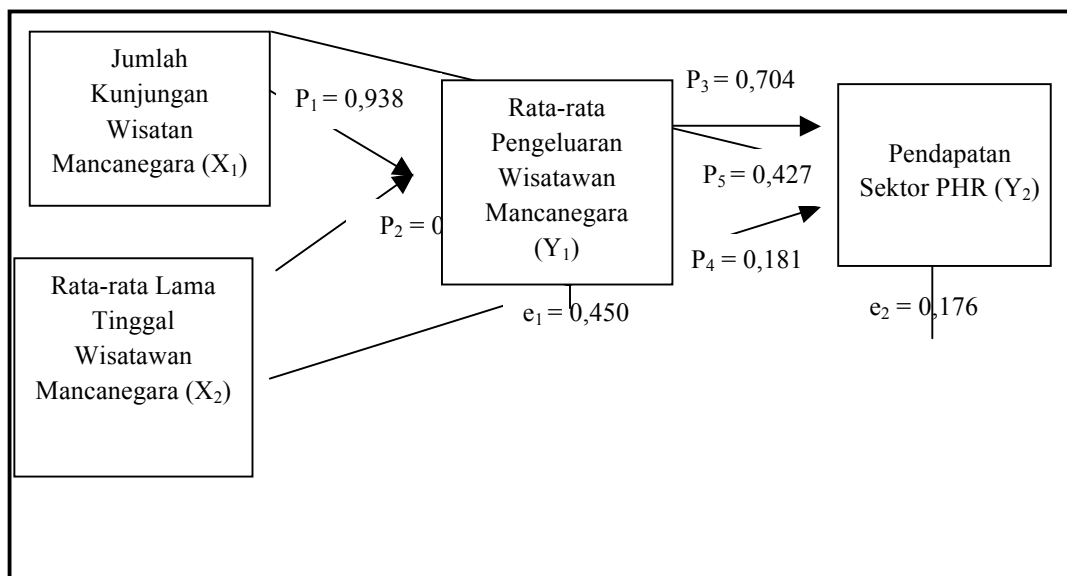 Jumlah
Kunjungan
Wisatan
Mancanegara (X₁)
P₁ = 0,938
P₂ = 0
Rata-rata Lama
Tinggal
Wisatawan
Mancanegara (X₂)
Rata-rata
Pengeluaran
Wisatawan
Mancanegara
(Y₁)
e₁ = 0,450
P₃ = 0,704
P₅ = 0,427
P₄ = 0,181
Pendapatan
Sektor PHR (Y₂)
e₂ = 0,176